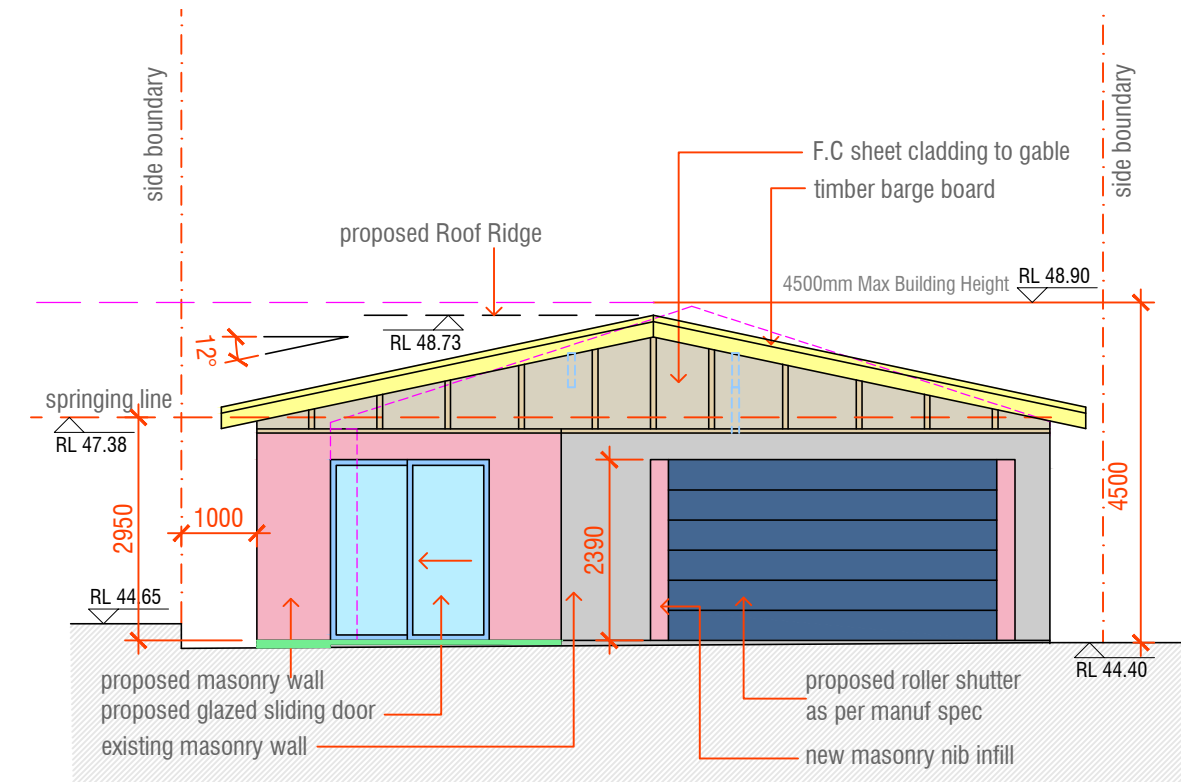 side boundary
side boundary
F.C sheet cladding to gable
timber barge board
proposed Roof Ridge
4500mm Max Building Height
RL 48.90
RL 48.73
12°
springing line
RL 47.38
2950
1000
2390
4500
RL 44.65
RL 44.40
proposed masonry wall
proposed glazed sliding door
existing masonry wall
proposed roller shutter
as per manuf spec
new masonry nib infill